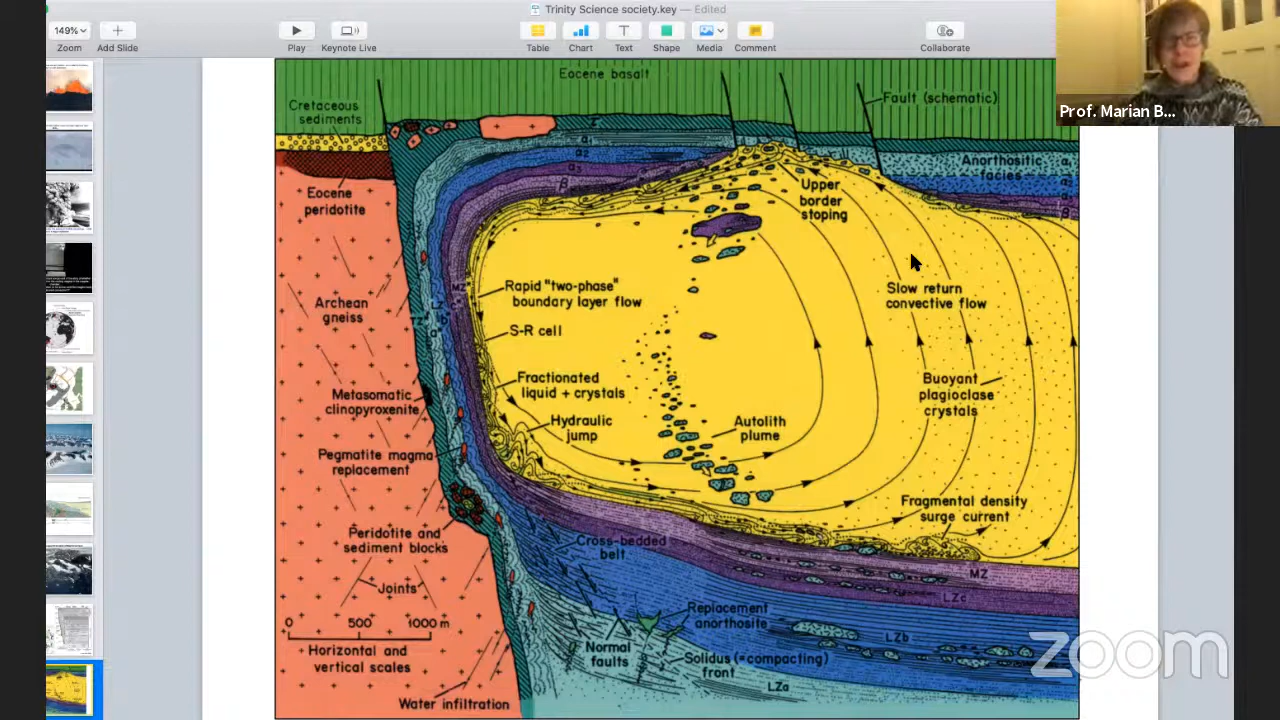 Trinity Science society.key — Edited
149%
Zoom
Add Slide
Play
Keynote Live
Table
Chart
Text
Shape
Media
Comment
Collaborate
Prof. Marian B...
Eocene basalt
Fault (schematic)
Cretaceous
sediments
Anorthositic
facies
Eocene
peridotite
Upper
border
stoping
Rapid "two-phase"
boundary layer flow
Slow return
convective flow
Archean
gneiss
S-R cell
Fractionated
liquid + crystals
Buoyant
plagioclase
crystals
Metasomatic
clinopyroxenite
Hydraulic
jump
Autolith
plume
Pegmatite magma
replacement
Fragmental density
surge current
Peridotite and
sediment blocks
Cross-bedded
belt
MZ
LZc
Joints
Replacement
anorthosite
LZb
0 500 1000 m
Horizontal and
vertical scales
Normal
faults
Solidus (=compacting)
front
LZa
Water infiltration
zoom